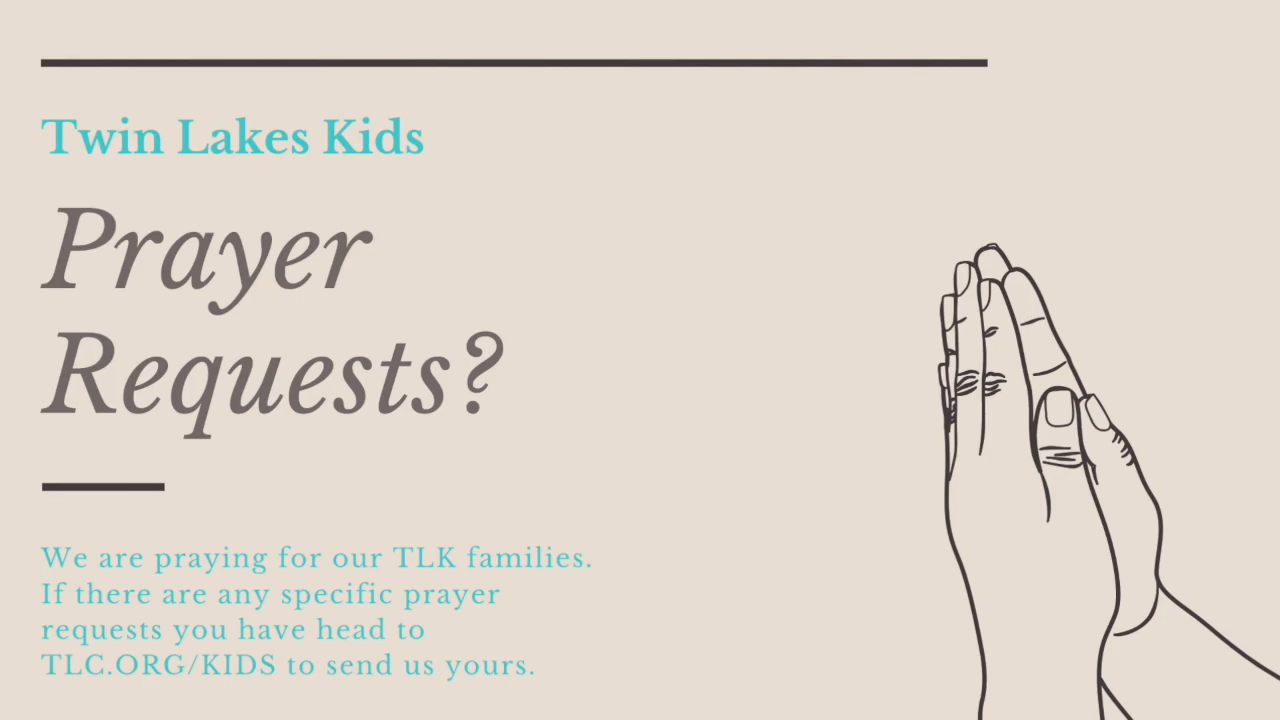 Twin Lakes Kids
Prayer
Requests?
We are praying for our TLK families.
If there are any specific prayer
requests you have head to
TLC.ORG/KIDS to send us yours.